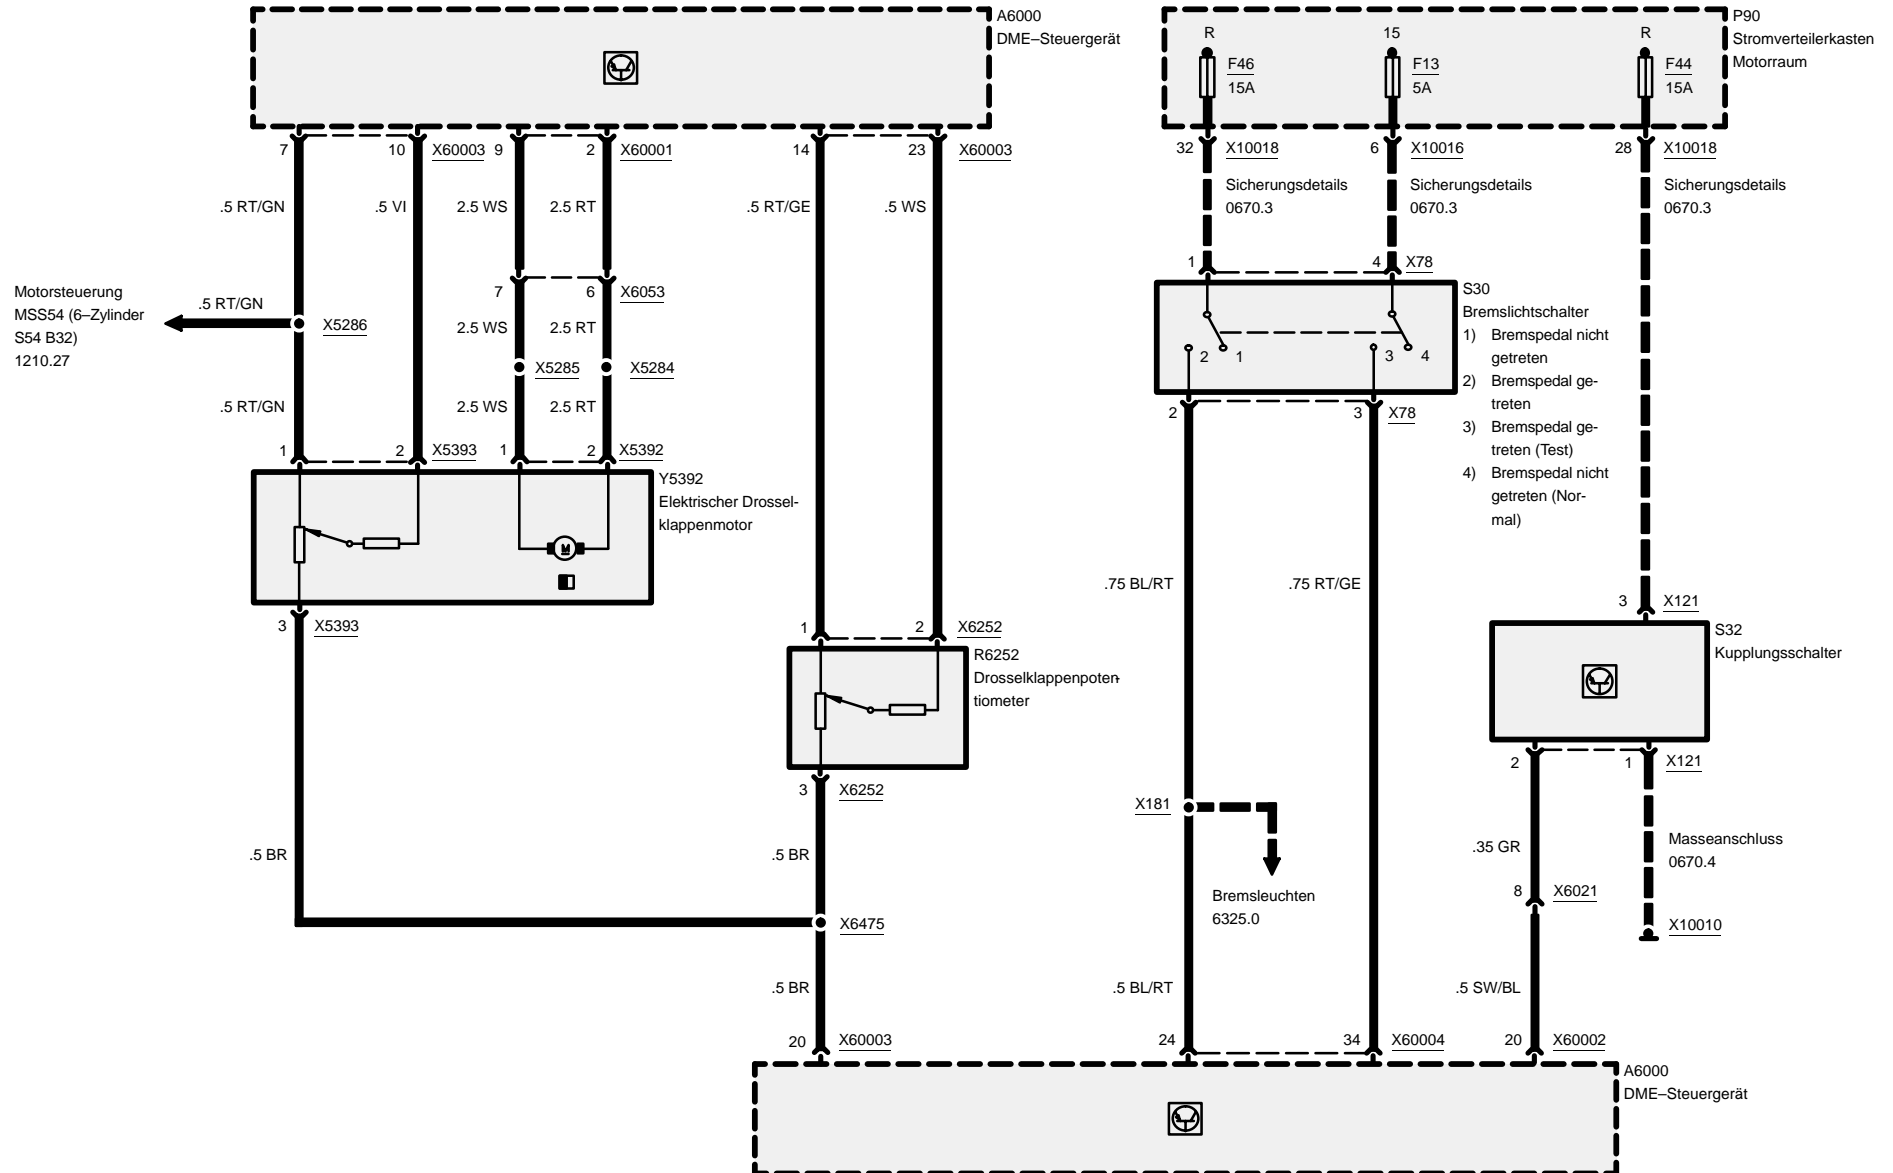 A6000
DME–Steuergerät
P90
Stromverteilerkasten
Motorraum
R
F46
15A
15
F13
5A
R
F44
15A
7
10
X60003
9
2
X60001
14
23
X60003
32
X10018
6
X10016
28
X10018
Sicherungsdetails
0670.3
Sicherungsdetails
0670.3
Sicherungsdetails
0670.3
.5 RT/GN
.5 VI
2.5 WS
2.5 RT
.5 RT/GE
.5 WS
1
4
X78
7
6
X6053
Motorsteuerung
MSS54 (6–Zylinder
S54 B32)
1210.27
.5 RT/GN
X5286
2.5 WS
2.5 RT
S30
Bremslichtschalter
1) Bremspedal nicht
getreten
2) Bremspedal ge-
treten
3) Bremspedal ge-
treten (Test)
4) Bremspedal nicht
getreten (Nor-
mal)
2
1
3
4
X5285
X5284
.5 RT/GN
2.5 WS
2.5 RT
2
3
X78
1
2
X5393
1
2
X5392
Y5392
Elektrischer Drossel-
klappenmotor
M
.75 BL/RT
.75 RT/GE
3
X121
3
X5393
1
2
X6252
R6252
Drosselklappenpoten-
tiometer
S32
Kupplungsschalter
3
X6252
2
1
X121
X181
.5 BR
.5 BR
.35 GR
Masseanschluss
0670.4
Bremsleuchten
6325.0
8
X6021
X6475
X10010
.5 BR
.5 BL/RT
.5 SW/BL
20
X60003
24
34
X60004
20
X60002
A6000
DME–Steuergerät